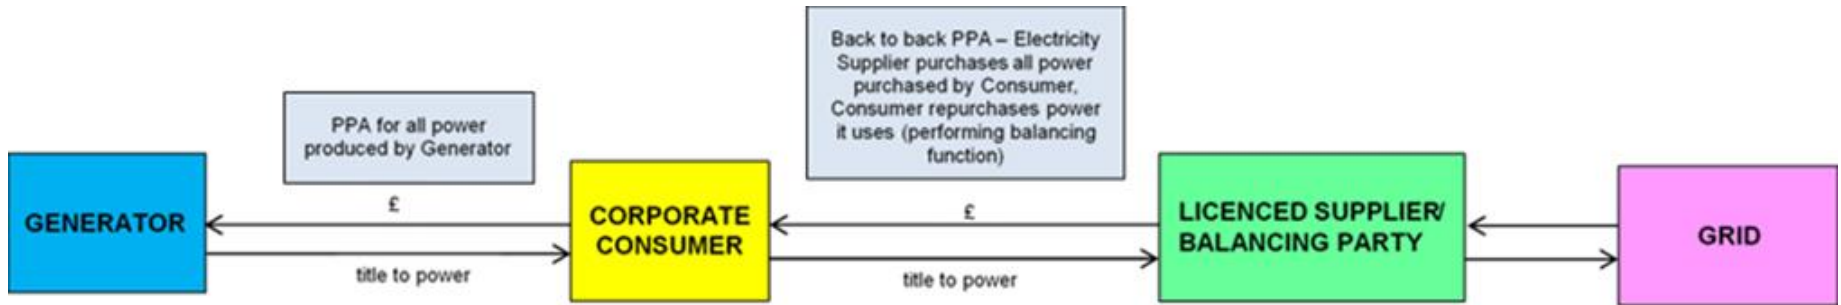 GENERATOR
PPA for all power
produced by Generator
£
title to power
CORPORATE
CONSUMER
Back to back PPA – Electricity
Supplier purchases all power
purchased by Consumer,
Consumer repurchases power
it uses (performing balancing
function)
£
title to power
LICENCED SUPPLIER/
BALANCING PARTY
GRID